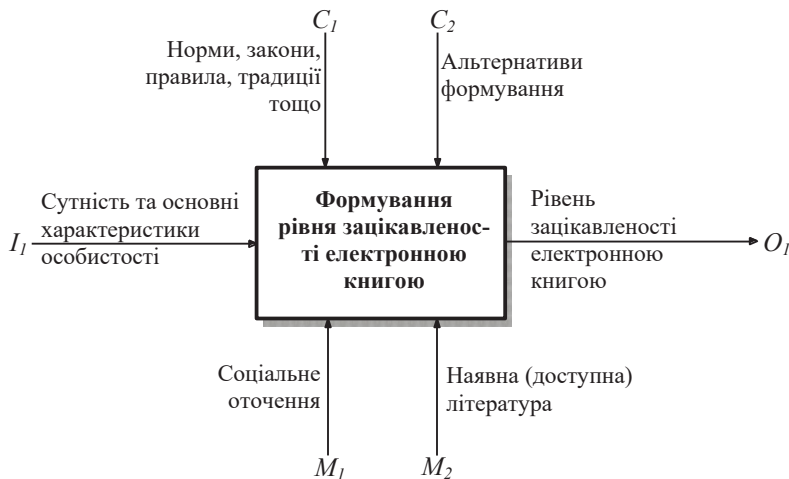 C1
C2
Норми, закони,
правила, традиції
тощо
Альтернативи
формування
Сутність та основні
характеристики
особистості
I1
Формування
рівня зацікавленос-
ті електронною
книгою
Рівень
зацікавленості
електронною
книгою
O1
Соціальне
оточення
Наявна (доступна)
література
M1
M2